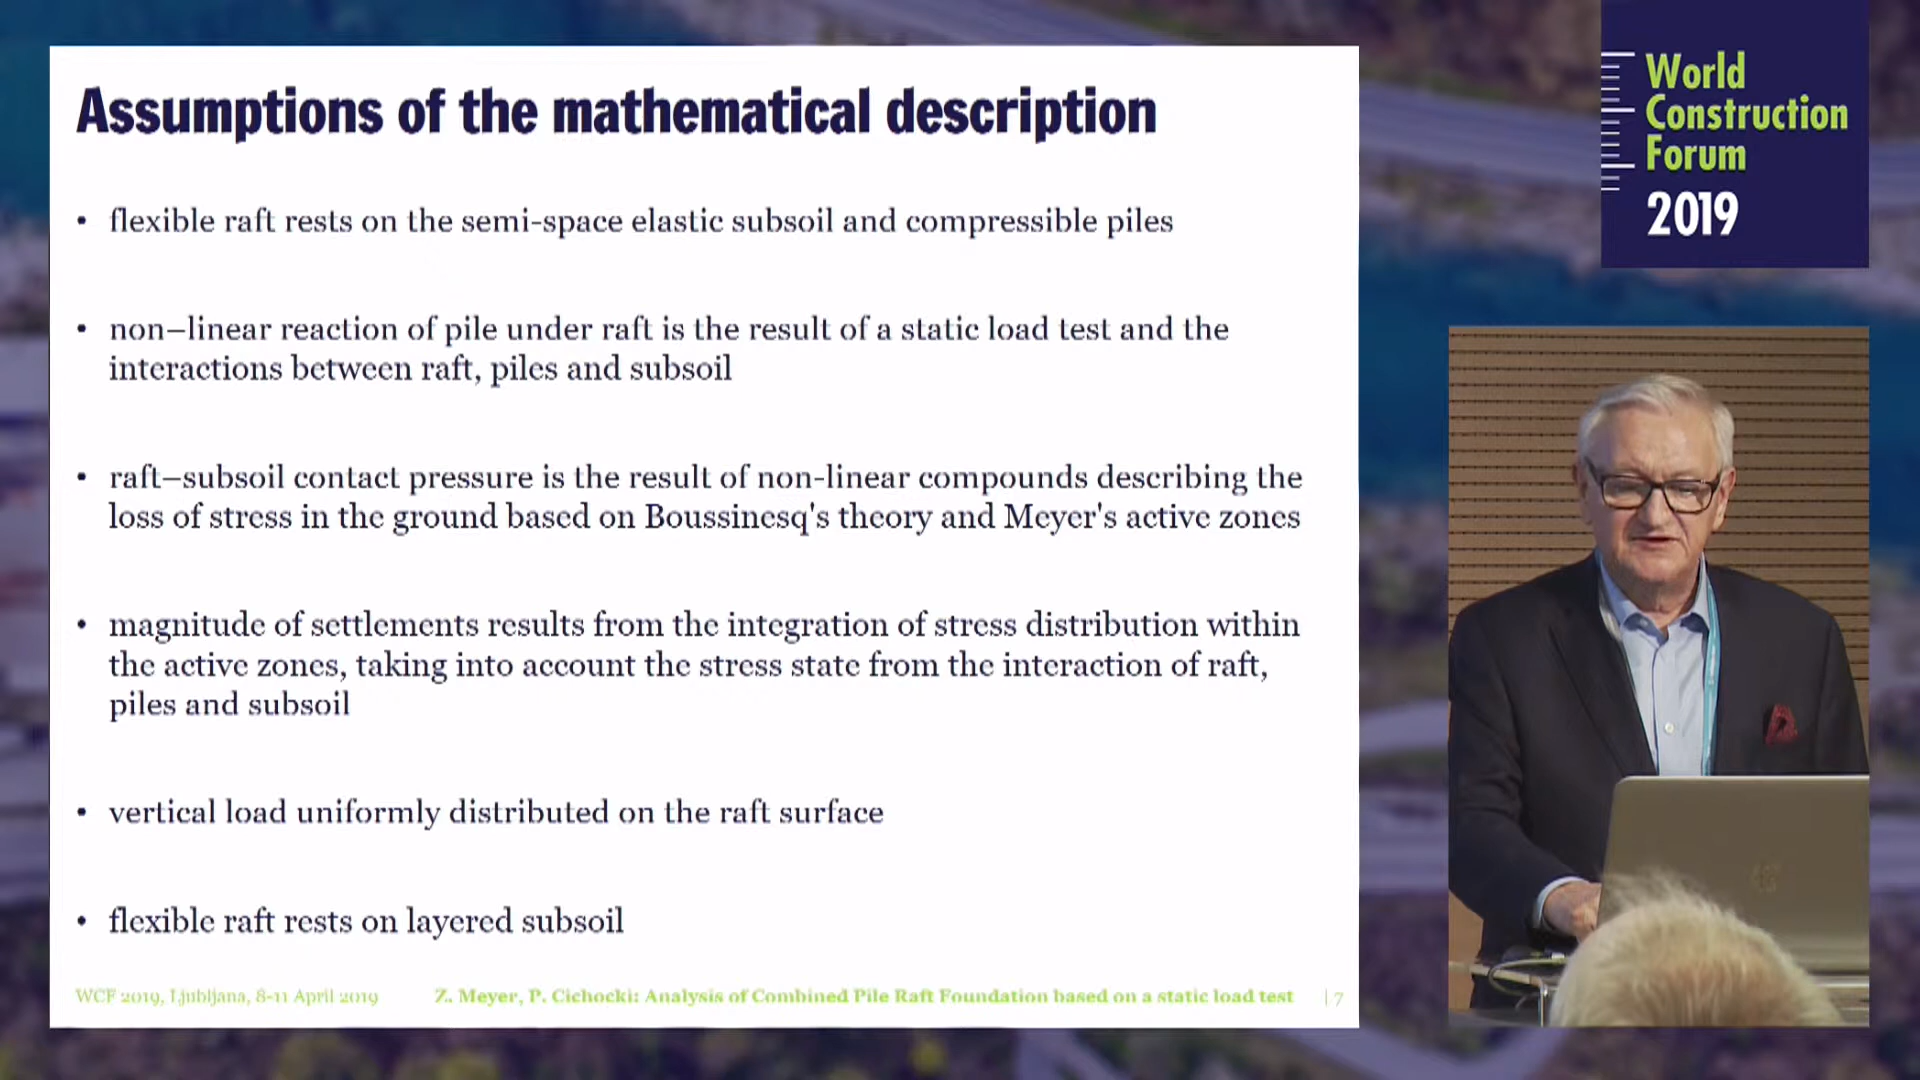 Assumptions of the mathematical description
• flexible raft rests on the semi-space elastic subsoil and compressible piles
• non–linear reaction of pile under raft is the result of a static load test and the
interactions between raft, piles and subsoil
• raft–subsoil contact pressure is the result of non-linear compounds describing the
loss of stress in the ground based on Boussinesq's theory and Meyer's active zones
• magnitude of settlements results from the integration of stress distribution within
the active zones, taking into account the stress state from the interaction of raft,
piles and subsoil
• vertical load uniformly distributed on the raft surface
• flexible raft rests on layered subsoil
WCF 2019, Ljubljana, 8-11 April 2019 Z. Meyer, P. Cichocki: Analysis of Combined Pile Raft Foundation based on a static load test | 7
World
Construction
Forum
2019